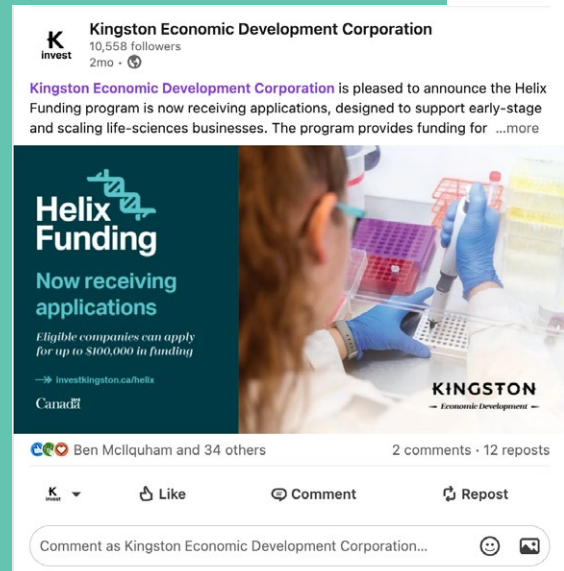 K
invest
Kingston Economic Development Corporation
10,558 followers
2mo •
Kingston Economic Development Corporation is pleased to announce the Helix
Funding program is now receiving applications, designed to support early-stage
and scaling life-sciences businesses. The program provides funding for ...more
Helix
Funding
Now receiving
applications
Eligible companies can apply
for up to $100,000 in funding
investkingston.ca/helix
Canada
KINGSTON
— Economic Development —
Ben McIlquham and 34 others
2 comments · 12 reposts
K
invest
Like
Comment
Repost
Comment as Kingston Economic Development Corporation...